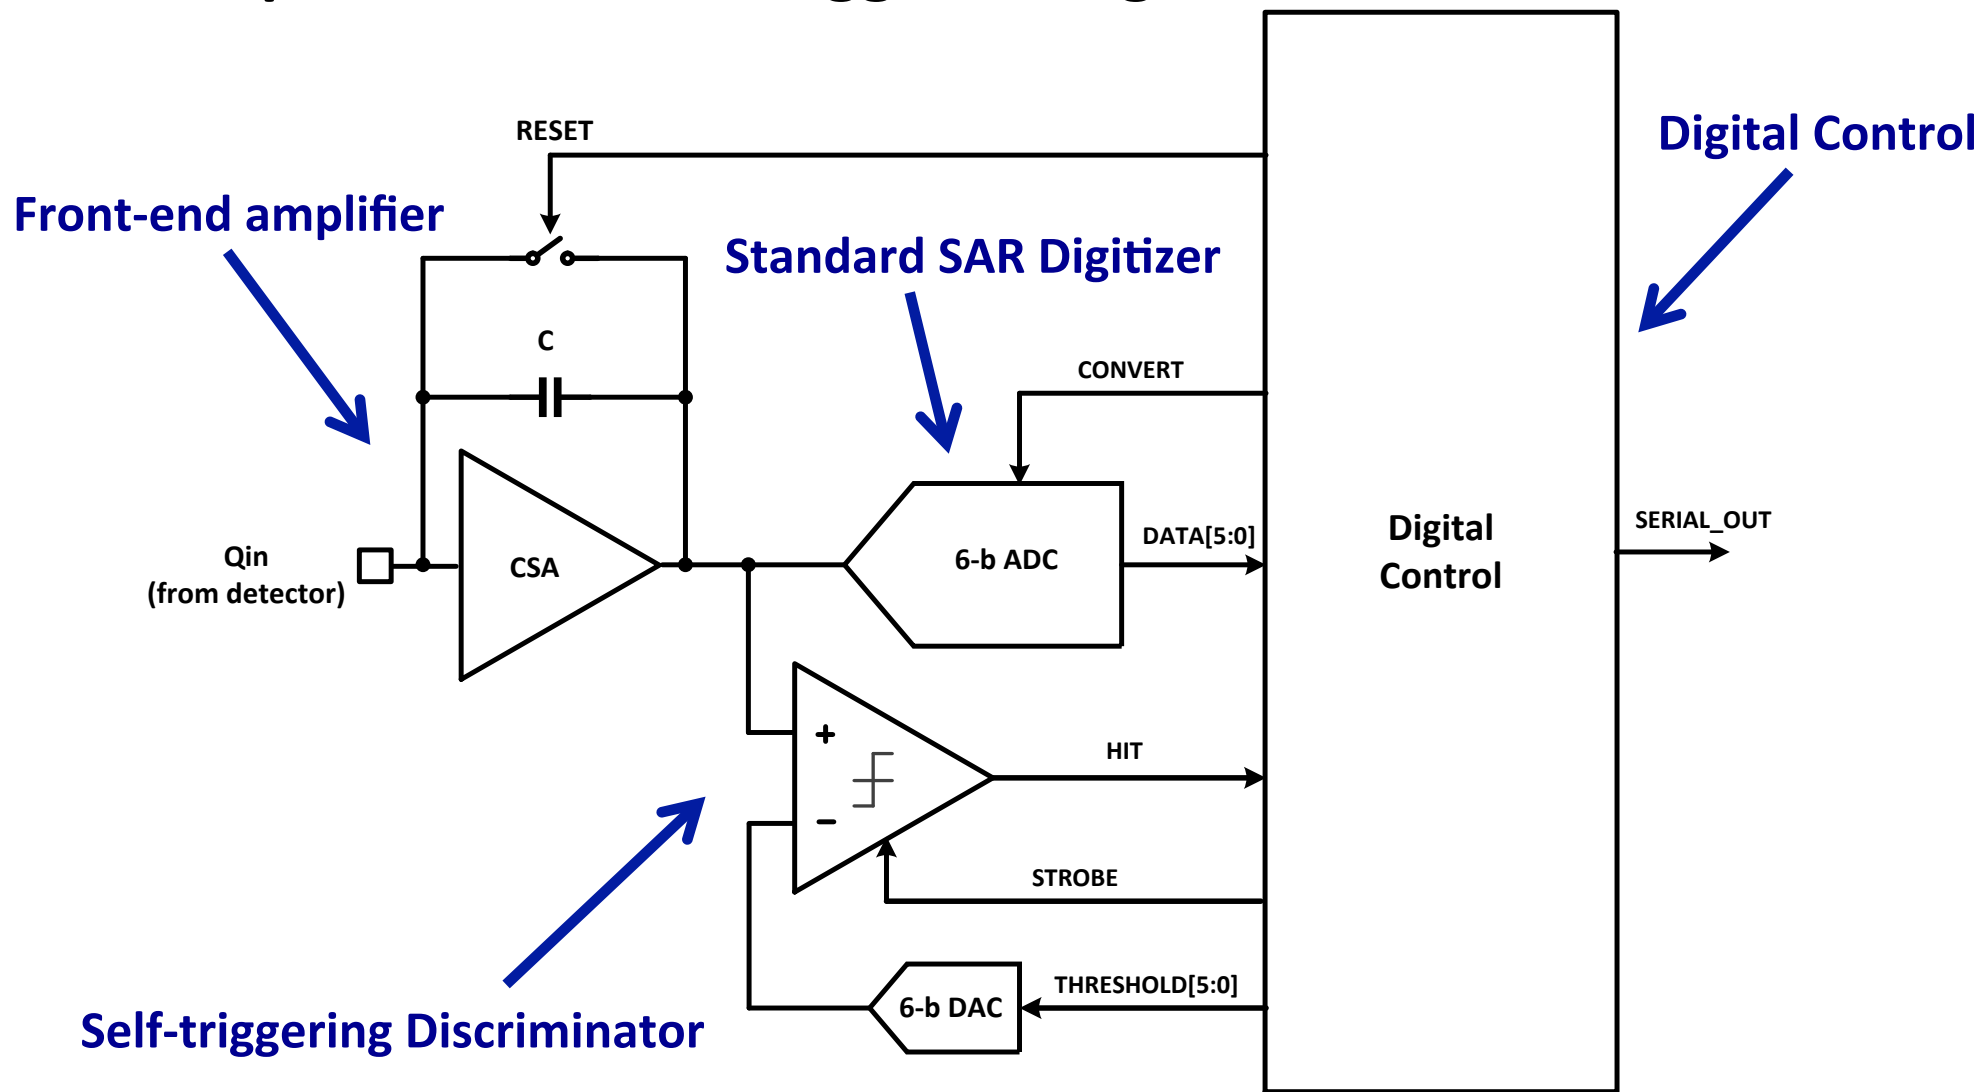 RESET
Digital Control
Front-end amplifier
Standard SAR Digitizer
C
CONVERT
Qin
(from detector)
CSA
6-b ADC
DATA[5:0]
Digital
Control
SERIAL_OUT
+
HIT
−
STROBE
6-b DAC
THRESHOLD[5:0]
Self-triggering Discriminator